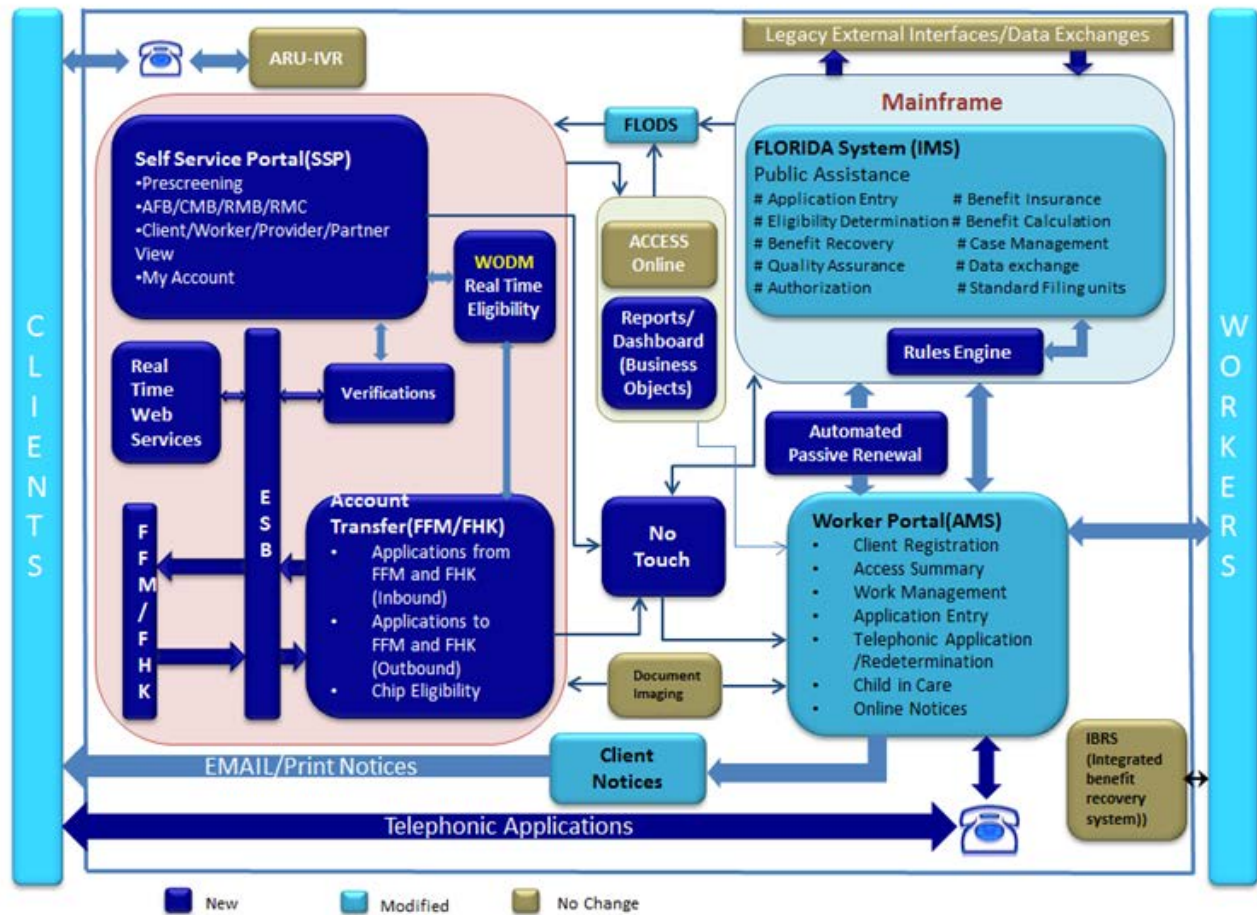 Legacy External Interfaces/Data Exchanges
ARU-IVR
Mainframe
FLODS
FLORIDA System (IMS)
Public Assistance
# Application Entry
# Benefit Insurance
# Eligibility Determination
# Benefit Calculation
# Benefit Recovery
# Case Management
# Quality Assurance
# Data exchange
# Authorization
# Standard Filing units
Rules Engine
Self Service Portal(SSP)
•Prescreening
•AFB/CMB/RMB/RMC
•Client/Worker/Provider/Partner
View
•My Account
WODM
Real Time
Eligibility
ACCESS
Online
Reports/
Dashboard
(Business
Objects)
CLIENTS
WORKERS
Real
Time
Web
Services
Verifications
Automated
Passive Renewal
ESB
FFM/FHK
Account
Transfer(FFM/FHK)
• Applications from
FFM and FHK
(Inbound)
• Applications to
FFM and FHK
(Outbound)
• Chip Eligibility
No
Touch
Worker Portal(AMS)
• Client Registration
• Access Summary
• Work Management
• Application Entry
• Telephonic Application
/Redetermination
• Child in Care
• Online Notices
Document
Imaging
Client
Notices
EMAIL/Print Notices
IBRS
(Integrated
benefit
recovery
system))
Telephonic Applications
New
Modified
No Change